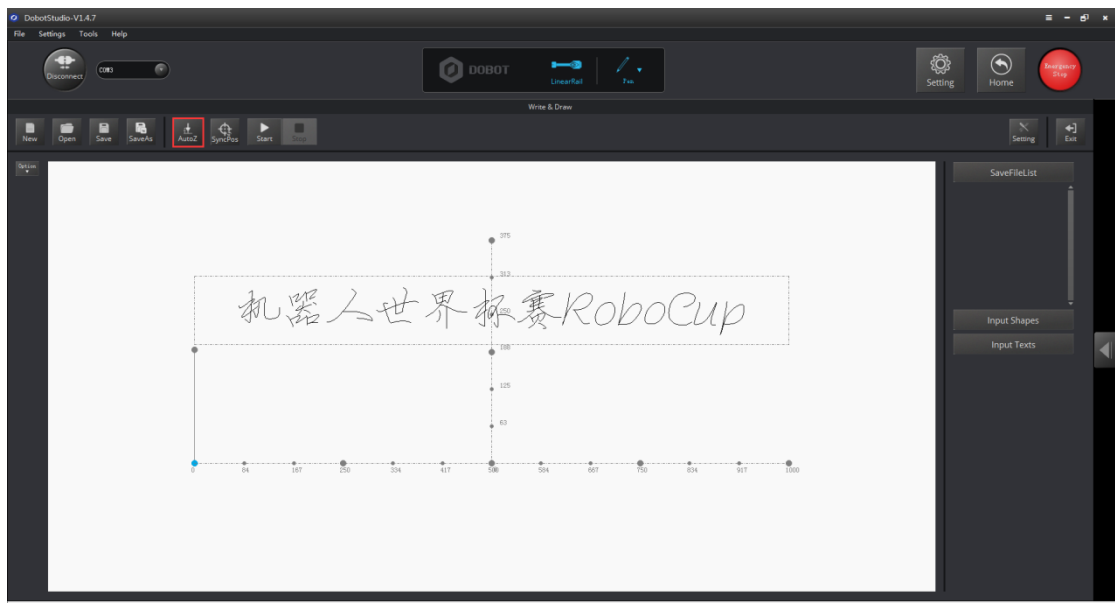 DobotStudio-V1.4.7
File Settings Tools Help
Disconnect COM3 DOBOT LinearRail Pen Setting Home Emergency Stop
Write & Draw
New Open Save SaveAs AutoZ SyncPos Start Stop Setting Exit
Option
SaveFileList
375
313
机器人世界杯赛RoboCup
250
188
Input Shapes
Input Texts
125
63
0 84 167 250 334 417 500 584 667 750 834 917 1000